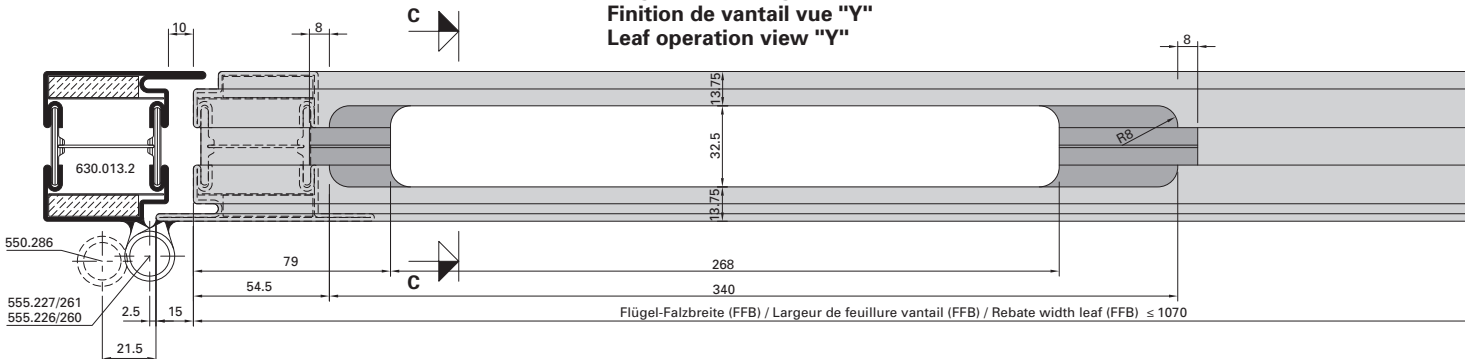 Finition de vantail vue "Y"
Leaf operation view "Y"
C
10
8
8
13.75
32.5
13.75
R8
630.013.2
550.286
79
C
268
54.5
340
555.227/261
555.226/260
2.5
15
Flügel-Falzbreite (FFB) / Largeur de feuillure vantail (FFB) / Rebate width leaf (FFB) ≤ 1070
21.5